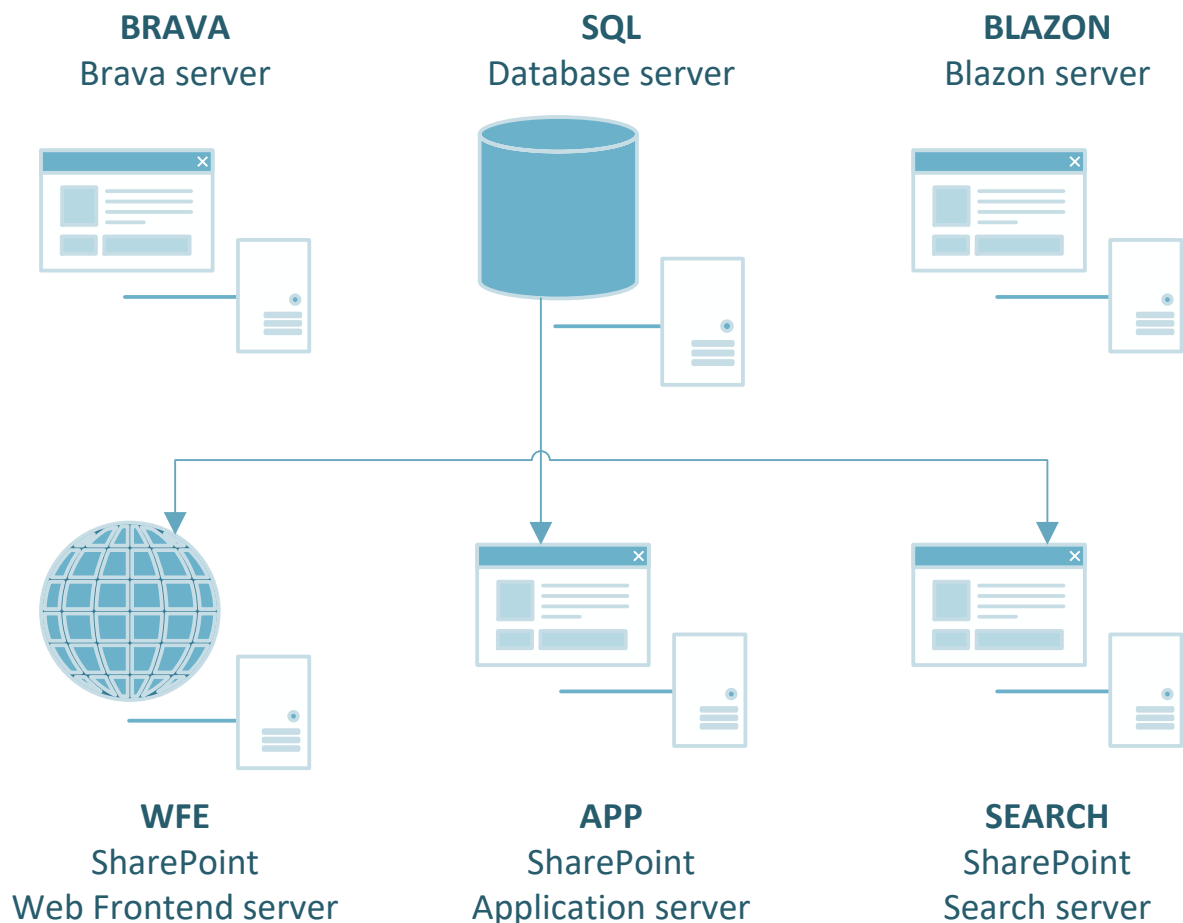 BRAVA
Brava server
SQL
Database server
BLAZON
Blazon server
WFE
SharePoint
Web Frontend server
APP
SharePoint
Application server
SEARCH
SharePoint
Search server